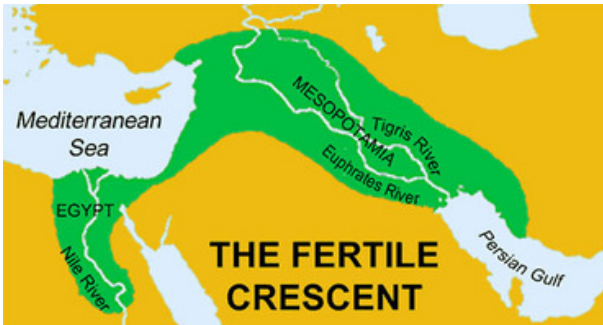 Mediterranean
Sea
MESOPOTAMIA
Tigris River
Euphrates River
EGYPT
Nile River
Persian Gulf
THE FERTILE
CRESCENT